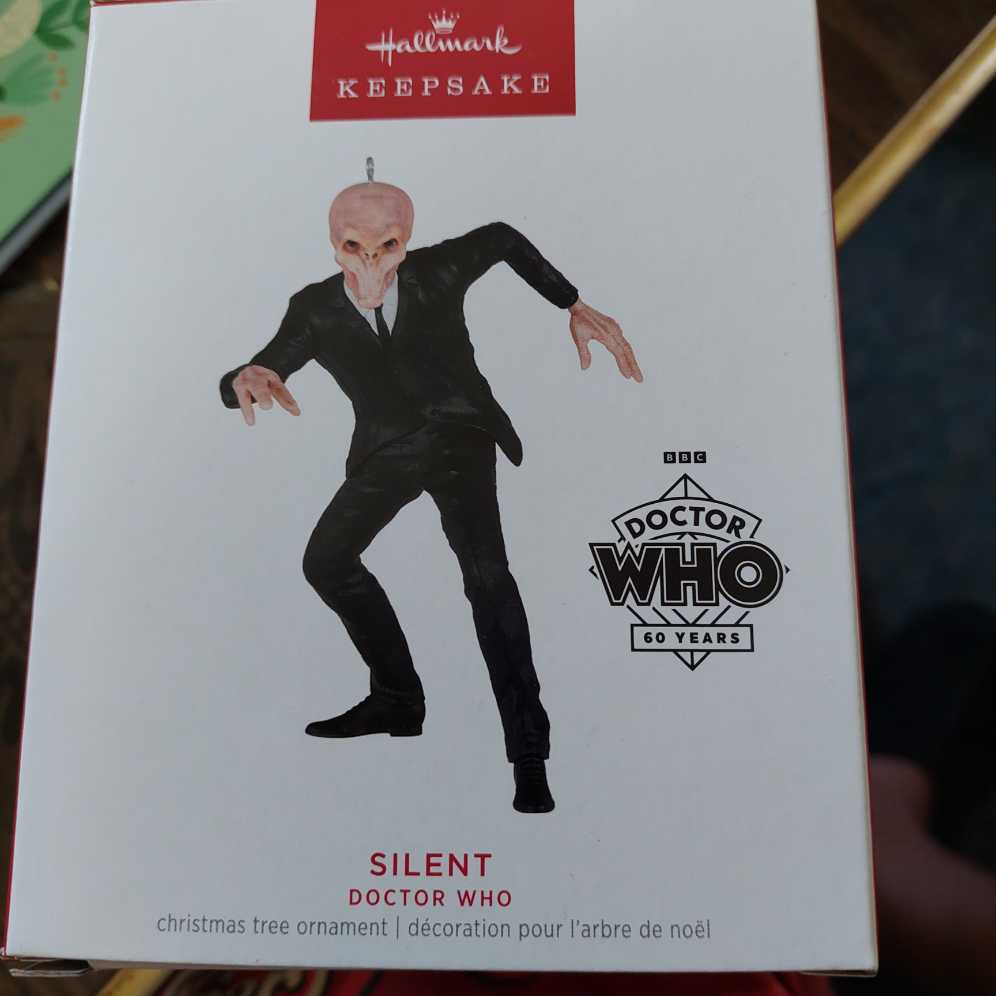 Hallmark
KEEPSAKE
BBC
DOCTOR
WHO
60 YEARS
SILENT
DOCTOR WHO
christmas tree ornament | décoration pour l'arbre de noël